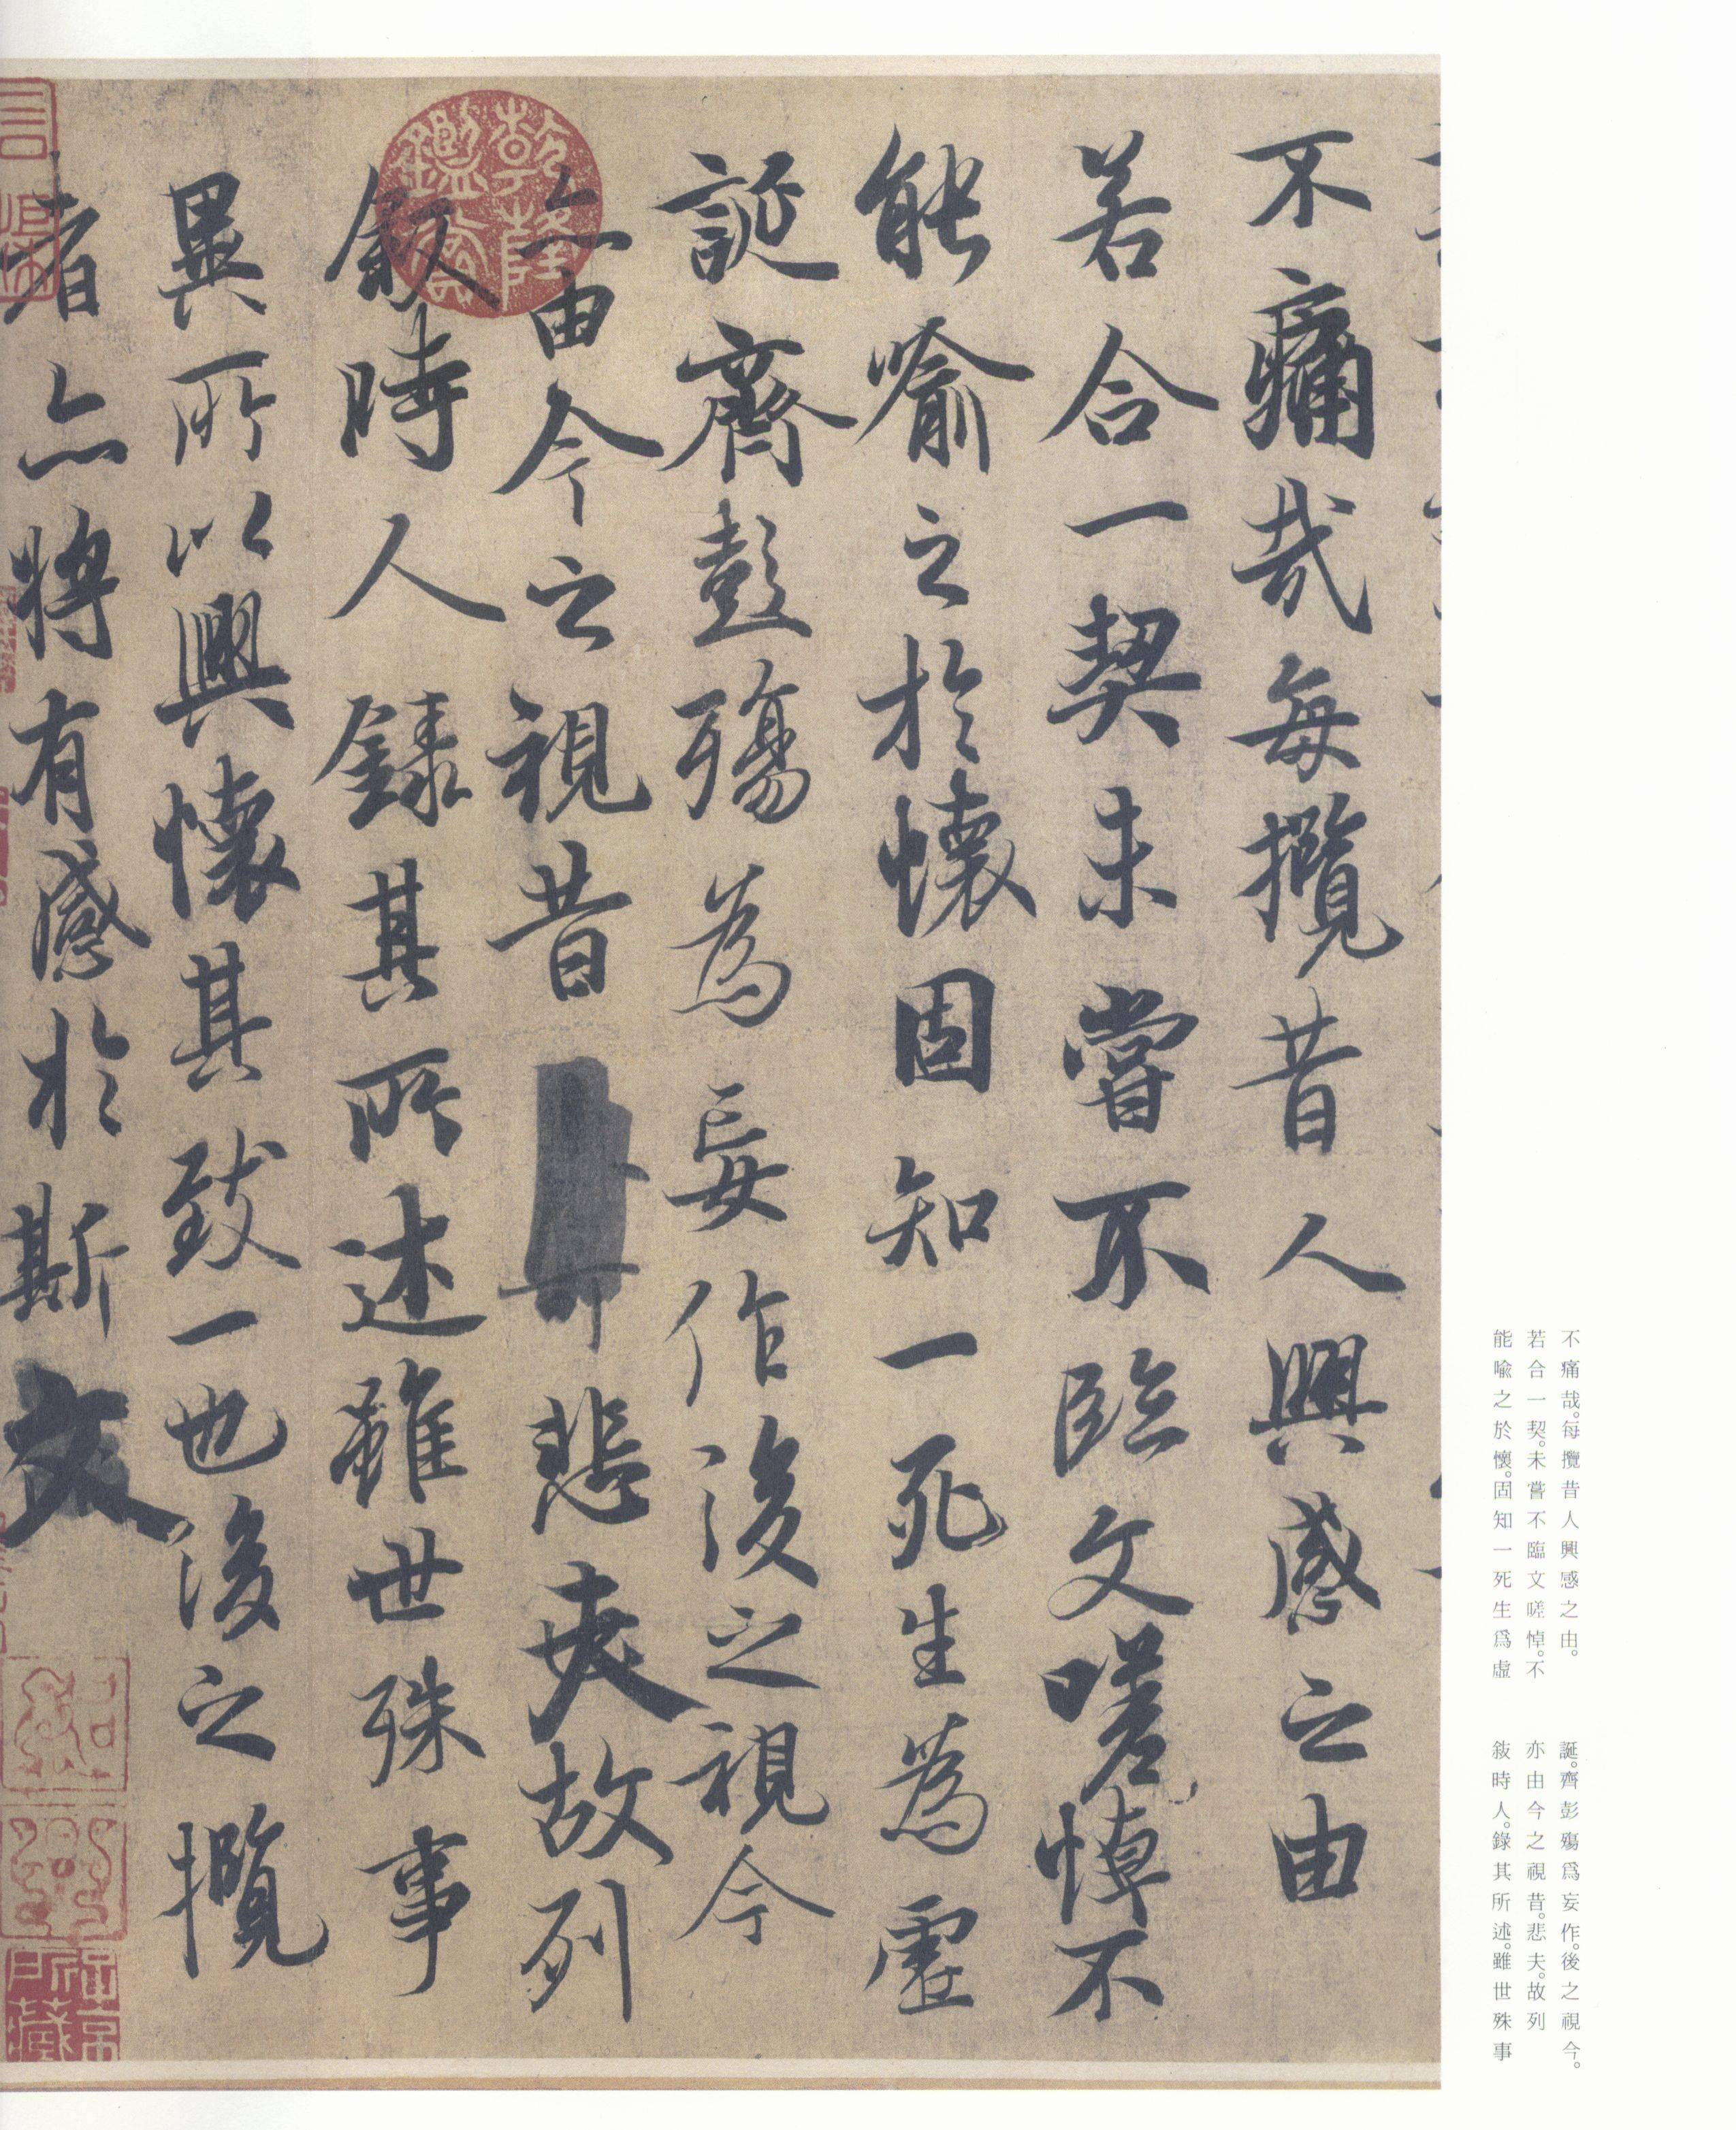 不痛哉每攬昔人興感之由
若合一契未嘗不臨文嗟悼不
能喻之於懷固知一死生為虛
誕齊彭殤為妄作後之視今
亦由今之視昔悲夫故列
敘時人錄其所述雖世殊事
異所以興懷其致一也後之攬
者亦將有感於斯文
乾隆鑑賞
不痛哉。每攬昔人興感之由。
若合一契。未嘗不臨文嗟悼。不
能喻之於懷。固知一死生爲虛
誕。齊彭殤爲妄作。後之視今。
亦由今之視昔。悲夫。故列
敍時人。錄其所述。雖世殊事